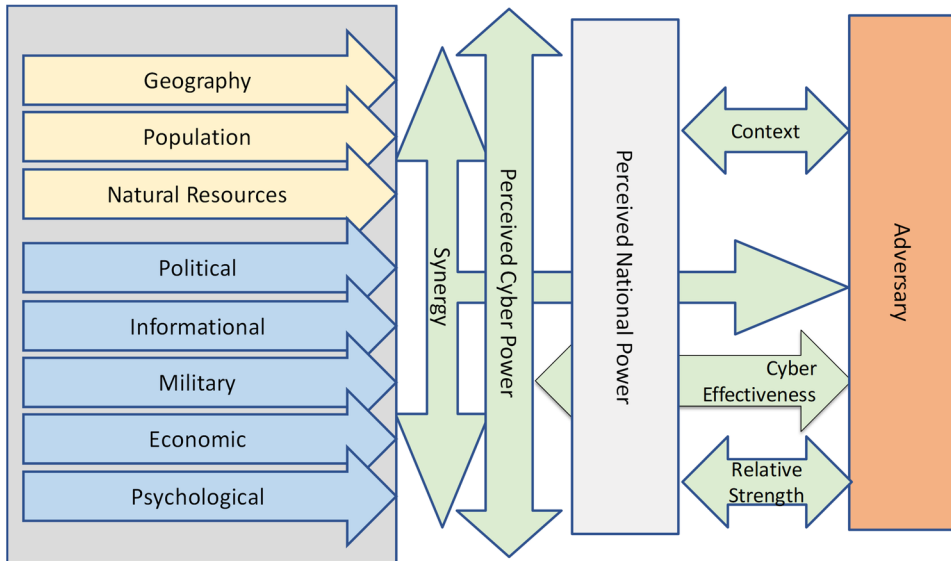 Geography
Population
Natural Resources
Political
Informational
Military
Economic
Psychological
Synergy
Perceived Cyber Power
Perceived National Power
Context
Cyber
Effectiveness
Relative
Strength
Adversary